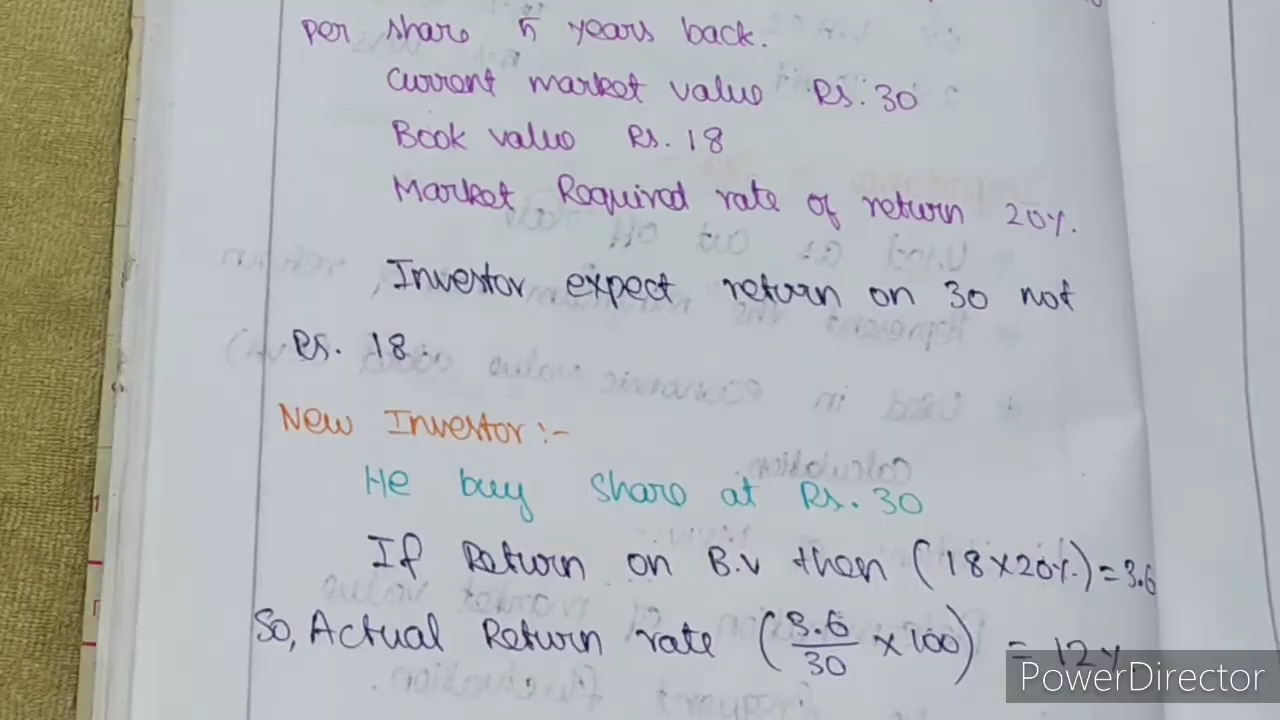 per share 5 years back.
Current market value Rs. 30
Book value Rs. 18
Market Required rate of return 20%.
Investor expect return on 30 not
Rs. 18.
New Investor :-
He buy share at Rs. 30
If Return on B.V then (18×20%.) = 3.6
So, Actual Return rate (3.6/30 × 100) = 12%.
PowerDirector